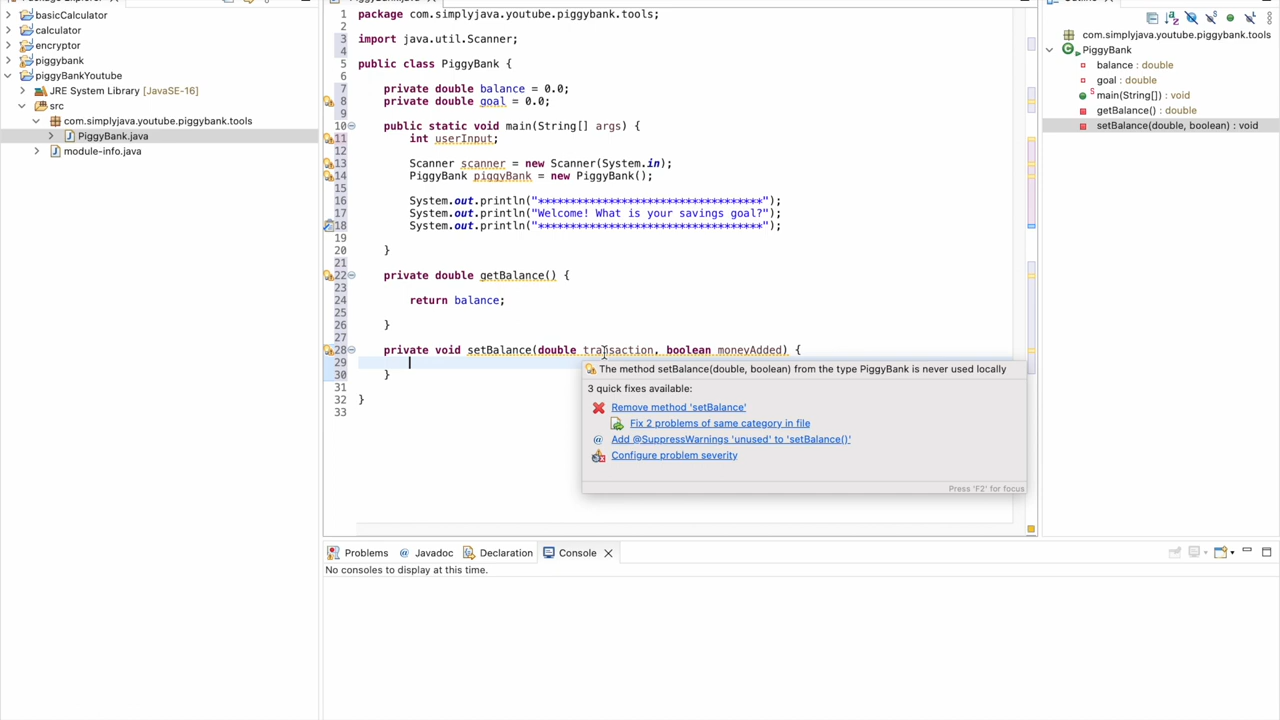 basicCalculator
calculator
encryptor
piggybank
piggyBankYoutube
JRE System Library [JavaSE-16]
src
com.simplyjava.youtube.piggybank.tools
PiggyBank.java
module-info.java
1 package com.simplyjava.youtube.piggybank.tools;
2
3 import java.util.Scanner;
4
5 public class PiggyBank {
6
7 private double balance = 0.0;
8 private double goal = 0.0;
9
10 public static void main(String[] args) {
11 int userInput;
12
13 Scanner scanner = new Scanner(System.in);
14 PiggyBank piggyBank = new PiggyBank();
15
16 System.out.println("***********************************");
17 System.out.println("Welcome! What is your savings goal?");
18 System.out.println("***********************************");
19
20 }
21
22 private double getBalance() {
23
24 return balance;
25
26 }
27
28 private void setBalance(double transaction, boolean moneyAdded) {
29
30 }
31
32 }
33
The method setBalance(double, boolean) from the type PiggyBank is never used locally
3 quick fixes available:
Remove method 'setBalance'
Fix 2 problems of same category in file
Add @SuppressWarnings 'unused' to 'setBalance()'
Configure problem severity
Press 'F2' for focus
Problems @ Javadoc Declaration Console
No consoles to display at this time.
com.simplyjava.youtube.piggybank.tools
PiggyBank
balance : double
goal : double
main(String[]) : void
getBalance() : double
setBalance(double, boolean) : void